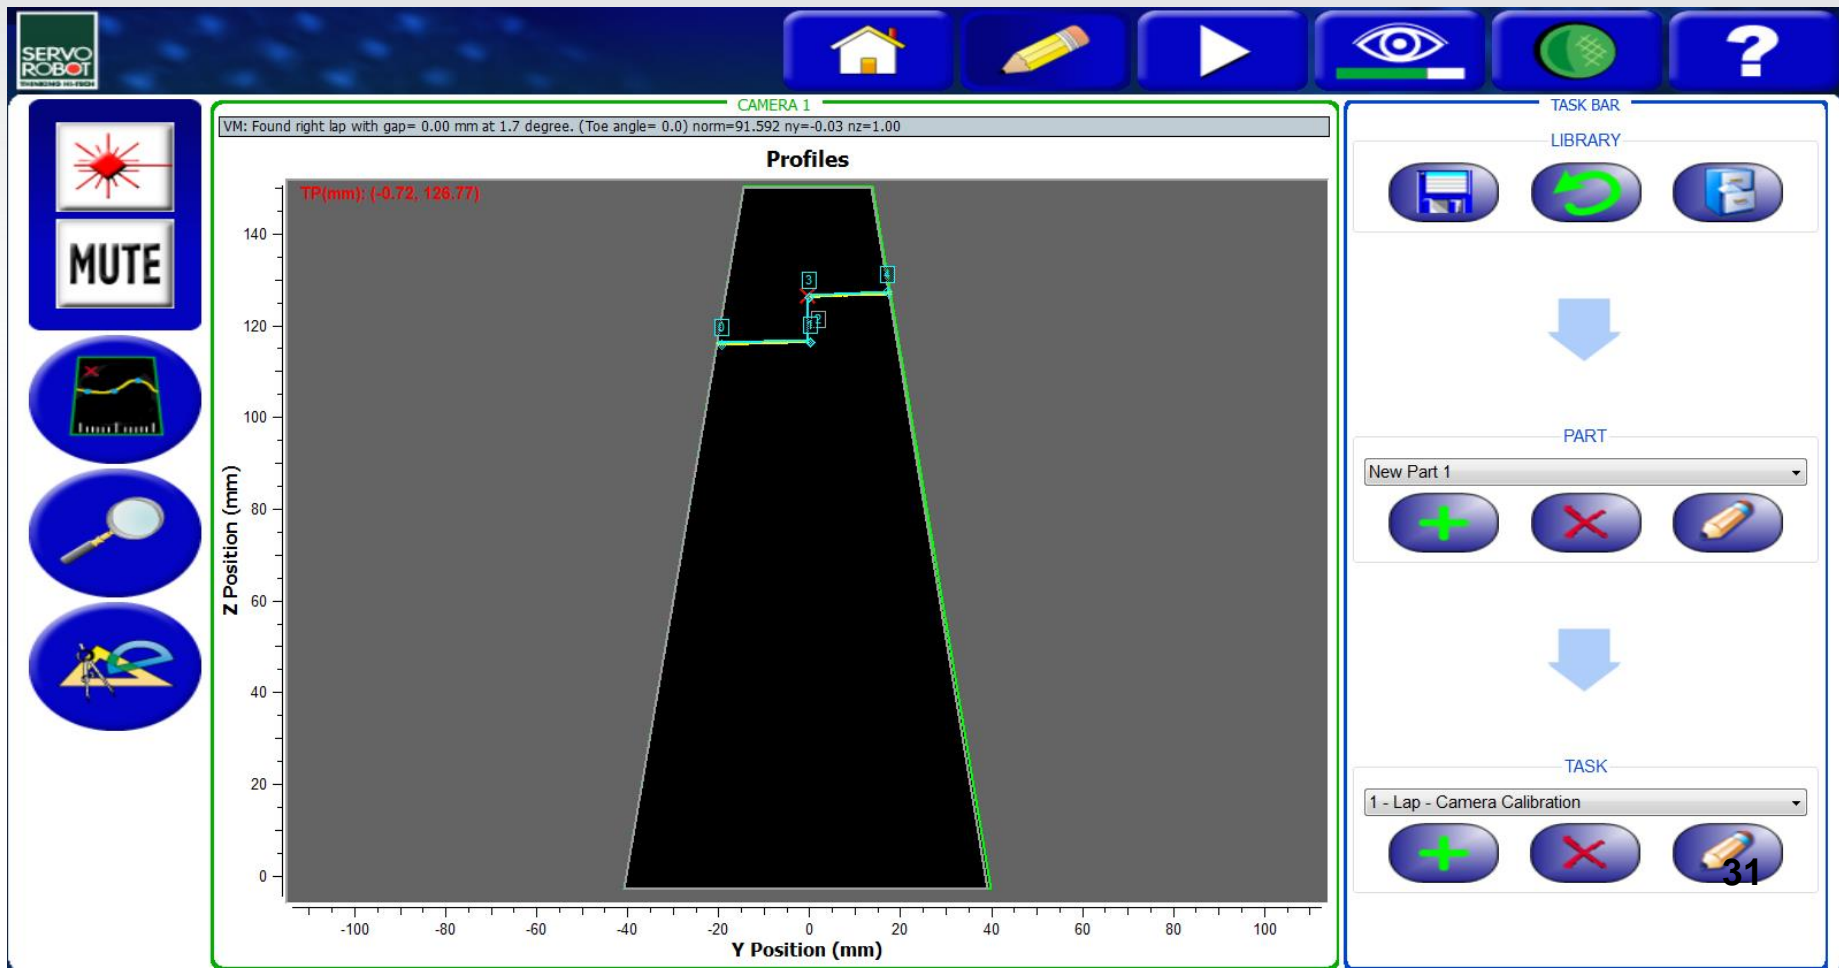 SERVO
ROBOT
THINKING HI-TECH
?
MUTE
CAMERA 1
VM: Found right lap with gap= 0.00 mm at 1.7 degree. (Toe angle= 0.0) norm=91.592 ny=-0.03 nz=1.00
Profiles
TP(mm): (-0.72, 126.77)
140
120
100
80
60
40
20
0
Z Position (mm)
3
4
0
1
2
-100 -80 -60 -40 -20 0 20 40 60 80 100
Y Position (mm)
TASK BAR
LIBRARY
PART
New Part 1
TASK
1 - Lap - Camera Calibration
31